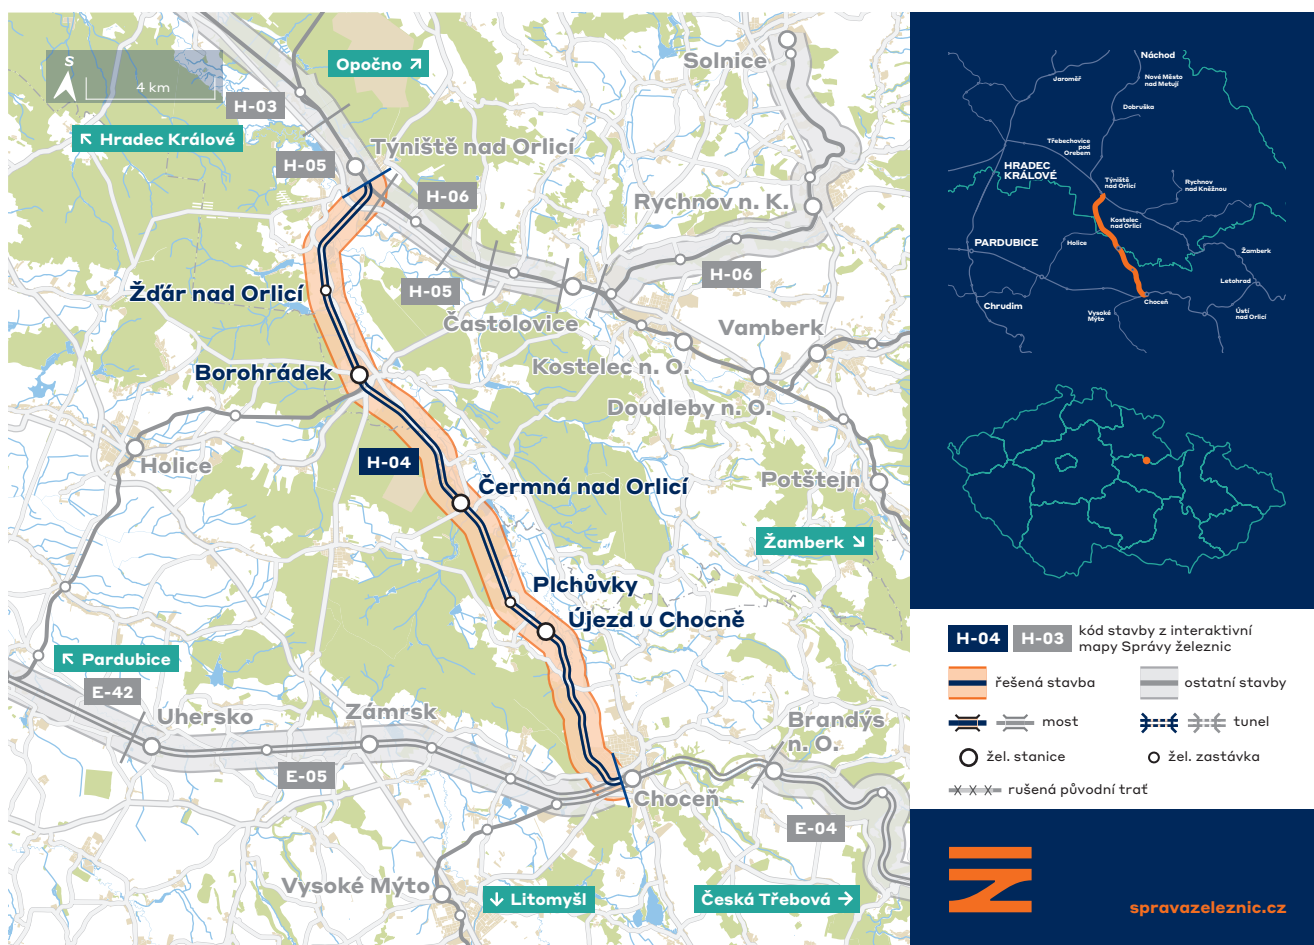 S
4 km
Opočno ↗
Solnice
H-03
↖ Hradec Králové
Týniště nad Orlicí
H-05
H-06
Rychnov n. K.
H-06
H-05
Žďár nad Orlicí
Častolovice
Vamberk
Kostelec n. O.
Borohrádek
Doudleby n. O.
H-04
Holice
Potštejn
Čermná nad Orlicí
Žamberk ↘
Plchůvky
Újezd u Chocně
↖ Pardubice
E-42
Uhersko
Zámrsk
Brandýs
n. O.
E-05
Choceň
E-04
Vysoké Mýto
↓ Litomyšl
Česká Třebová →
Náchod
Jaroměř
Nové Město
nad Metují
Dobruška
Třebechovice
pod
Orebem
HRADEC
KRÁLOVÉ
Týniště
nad Orlicí
Rychnov
nad Kněžnou
Kostelec
nad Orlicí
PARDUBICE
Holice
Žamberk
Letohrad
Chrudim
Choceň
Vysoké
Mýto
Ústí
nad Orlicí
H-04 H-03 kód stavby z interaktivní
mapy Správy železnic
řešená stavba
ostatní stavby
most
tunel
žel. stanice
žel. zastávka
rušená původní trať
spravazeleznic.cz